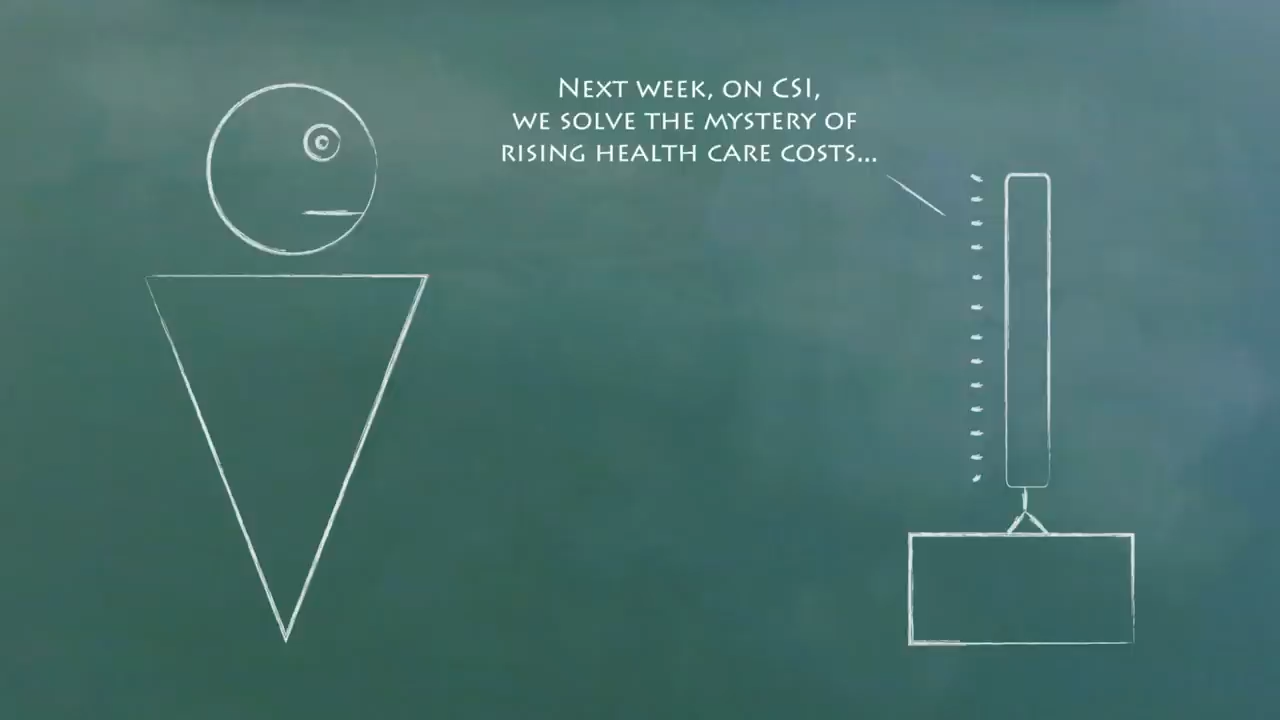 Next week, on CSI,
we solve the mystery of
rising health care costs...